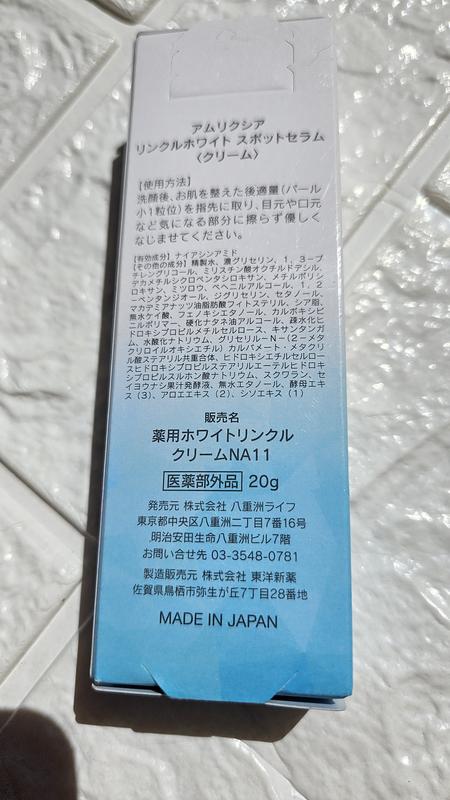 アムリクシア
リンクルホワイト スポットセラム
〈クリーム〉
【使用方法】
洗顔後、お肌を整えた後適量(パール
小1粒位)を指先に取り、目元や口元
など気になる部分に擦らず優しく
なじませてください。
【有効成分】ナイアシンアミド
【その他の成分】精製水、濃グリセリン、1，3－ブ
チレングリコール、ミリスチン酸オクチルドデシル、
デカメチルシクロペンタシロキサン、メチルポリシ
ロキサン、ミツロウ、ベヘニルアルコール、1，2
－ペンタンジオール、ジグリセリン、セタノール、
マカデミアナッツ油脂肪酸フィトステリル、シア脂、
無水ケイ酸、フェノキシエタノール、カルボキシビ
ニルポリマー、硬化ナタネ油アルコール、疎水化ヒ
ドロキシプロピルメチルセルロース、キサンタンガ
ム、水酸化ナトリウム、グリセリル－N－(2－メタ
クリロイルオキシエチル) カルバメート・メタクリ
ル酸ステアリル共重合体、ヒドロキシエチルセルロー
スヒドロキシプロピルステアリルエーテルヒドロキ
シプロピルスルホン酸ナトリウム、スクワラン、セ
イヨウナシ果汁発酵液、無水エタノール、酵母エキ
ス(3)、アロエエキス(2)、シソエキス(1)
販売名
薬用ホワイトリンクル
クリームNA11
医薬部外品 20g
発売元 株式会社 八重洲ライフ
東京都中央区八重洲二丁目7番16号
明治安田生命八重洲ビル7階
お問い合せ先 03-3548-0781
製造販売元 株式会社 東洋新薬
佐賀県鳥栖市弥生が丘7丁目28番地
MADE IN JAPAN